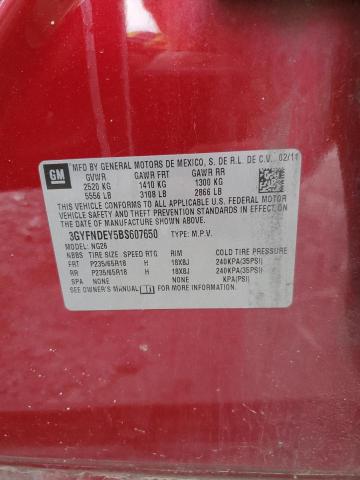 GM
MFD BY GENERAL MOTORS DE MEXICO, S. DE R.L. DE C.V. 02/11
GVWR GAWR FRT GAWR RR
2520 KG 1410 KG 1300 KG
5556 LB 3108 LB 2866 LB
THIS VEHICLE CONFORMS TO ALL APPLICABLE U.S. FEDERAL MOTOR
VEHICLE SAFETY AND THEFT PREVENTION STANDARDS IN EFFECT
ON THE DATE OF MANUFACTURE SHOWN ABOVE.
3GYFNDEY5BS607650 TYPE: M.P.V.
MODEL: NG26
NBBS TIRE SIZE SPEED RTG RIM COLD TIRE PRESSURE
FRT P235/65R18 H 18X8J 240KPA(35PSI)
RR P235/65R18 H 18X8J 240KPA(35PSI)
SPA NONE NONE KPA(PSI)
SEE OWNER'S MANUAL FOR MORE INFORMATION.